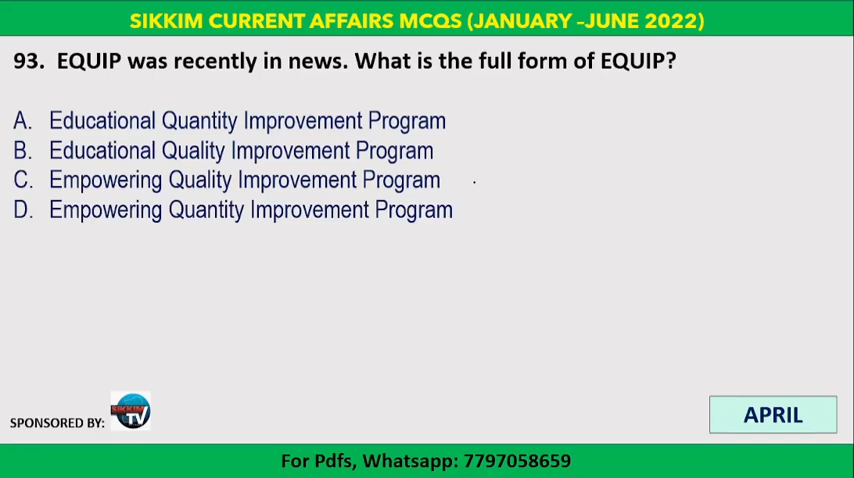 SIKKIM CURRENT AFFAIRS MCQS (JANUARY –JUNE 2022)
93. EQUIP was recently in news. What is the full form of EQUIP?
A. Educational Quantity Improvement Program
B. Educational Quality Improvement Program
C. Empowering Quality Improvement Program
D. Empowering Quantity Improvement Program
SPONSORED BY:
SIKKIM
TV
APRIL
For Pdfs, Whatsapp: 7797058659